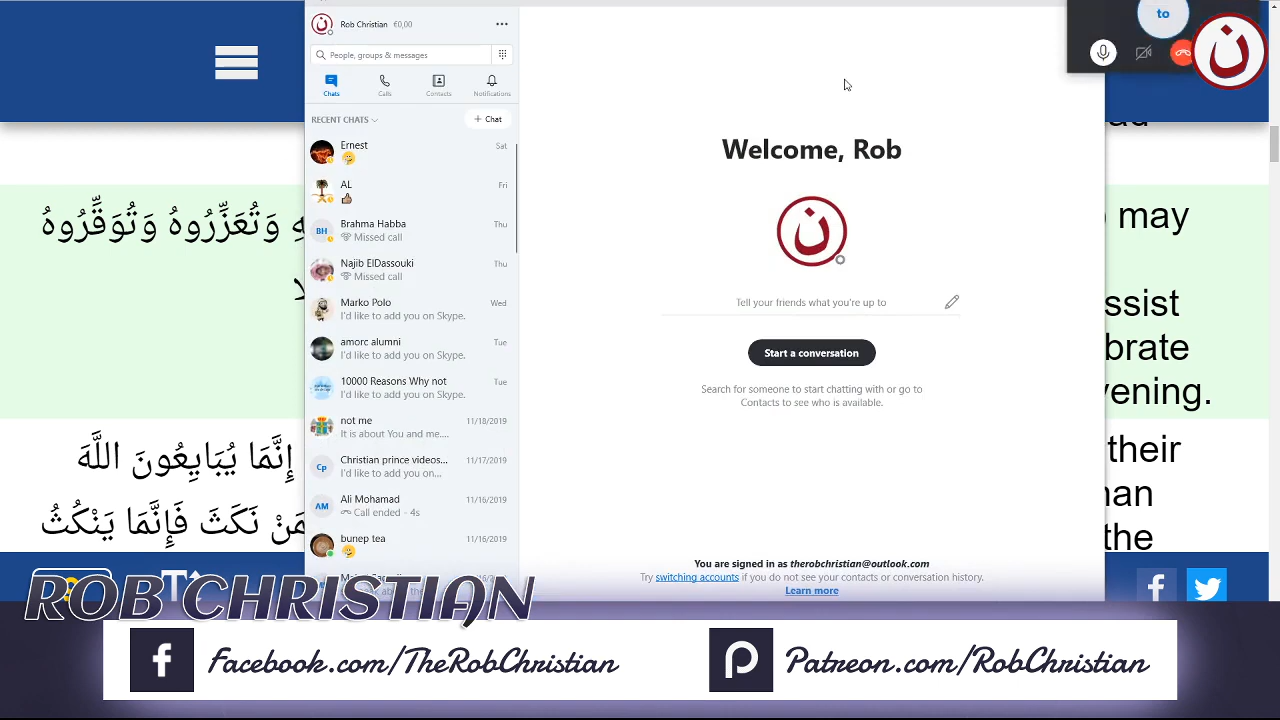 Rob Christian €0,00
People, groups & messages
Chats Calls Contacts Notifications
RECENT CHATS
+ Chat
Ernest Sat
AL Fri
BH Brahma Habba Thu
Missed call
Najib ElDassouki Thu
Missed call
Marko Polo Wed
I'd like to add you on Skype.
amorc alumni Tue
I'd like to add you on Skype.
10000 Reasons Why not Tue
I'd like to add you on Skype.
not me 11/18/2019
It is about You and me....
Cp Christian prince videos... 11/17/2019
I'd like to add you on...
AM Ali Mohamad 11/16/2019
Call ended - 4s
bunep tea 11/16/2019
Welcome, Rob
ن
Tell your friends what you're up to
Start a conversation
Search for someone to start chatting with or go to
Contacts to see who is available.
You are signed in as therobchristian@outlook.com
Try switching accounts if you do not see your contacts or conversation history.
Learn more
to
ن
وَتُعَزِّرُوهُ وَتُوَقِّرُوهُ
إِنَّمَا يُبَايِعُونَ اللَّهَ
نَكَثَ فَإِنَّمَا يَنْكُثُ
may
ssist
brate
vening.
their
the
ROB CHRISTIAN
Facebook.com/TheRobChristian
Patreon.com/RobChristian